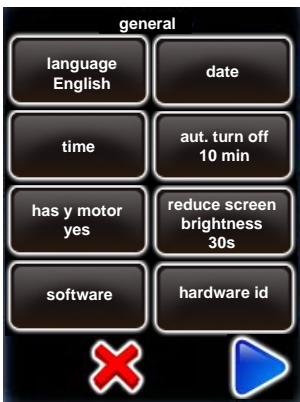 general
language
English
date
time
aut. turn off
10 min
has y motor
yes
reduce screen
brightness
30s
software
hardware id